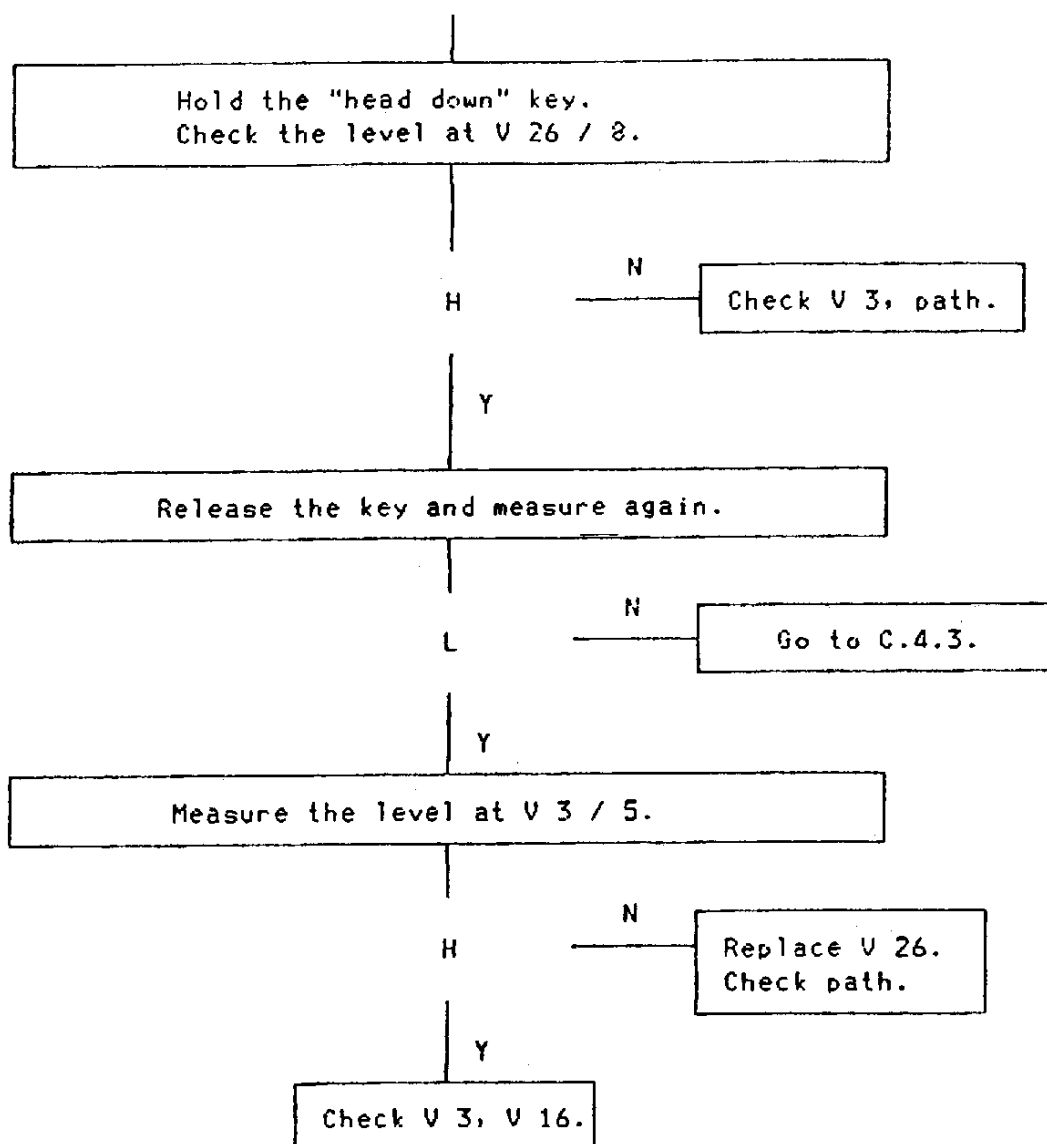 Hold the "head down" key.
Check the level at V 26 / 8.
N
H
Check V 3, path.
Y
Release the key and measure again.
N
L
Go to C.4.3.
Y
Measure the level at V 3 / 5.
N
H
Replace V 26.
Check path.
Y
Check V 3, V 16.